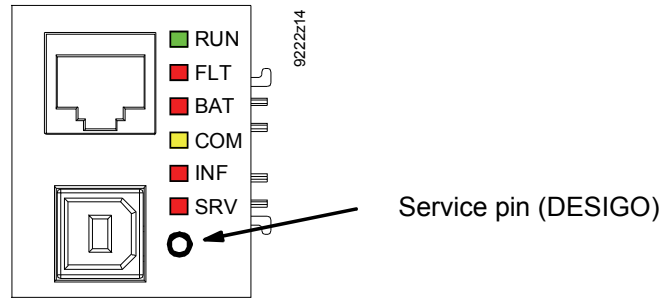 RUN
FLT
BAT
COM
INF
SRV
9222z14
Service pin (DESIGO)